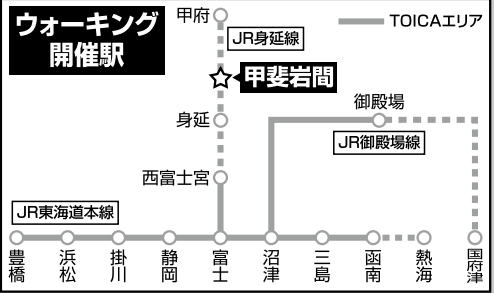 ウォーキング
開催駅
甲府
JR身延線
TOICAエリア
甲斐岩間
身延
御殿場
JR御殿場線
西富士宮
JR東海道本線
豊橋
浜松
掛川
静岡
富士
沼津
三島
函南
熱海
国府津